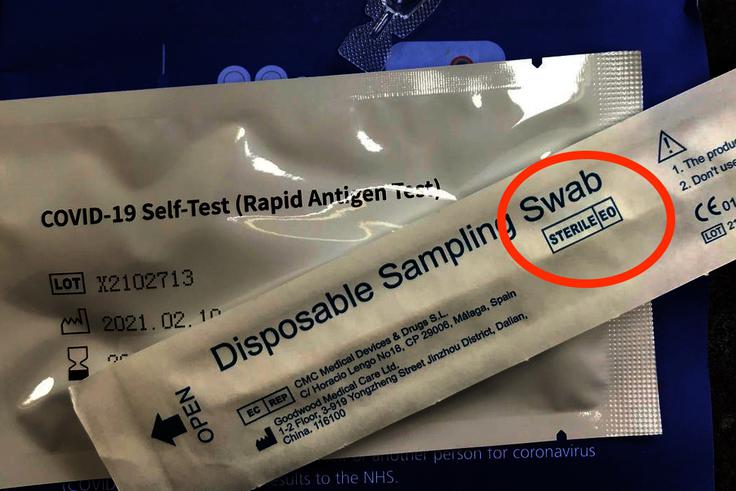 COVID-19 Self-Test (Rapid Antigen Test)
LOT X2102713
2021.02.10
Disposable Sampling Swab
STERILE EO
EC REP
CMC Medical Devices & Drugs S.L.
C/ Horacio Lengo No18, CP 29006, Málaga, Spain
Goodwood Medical Care Ltd.
1-2 Floor, 3-919 Yongzheng Street Jinzhou District, Dalian,
China. 116100
OPEN
1. The
2. Don't use
CE 01
LOT 21
another person for coronavirus
to the NHS.